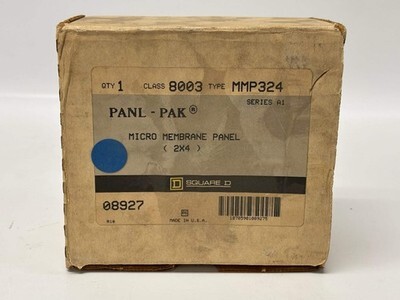 QTY 1 CLASS 8003 TYPE MMP324
SERIES A1
PANL - PAK®
MICRO MEMBRANE PANEL
( 2X4 )
D SQUARE D
08927
MADE IN U.S.A.